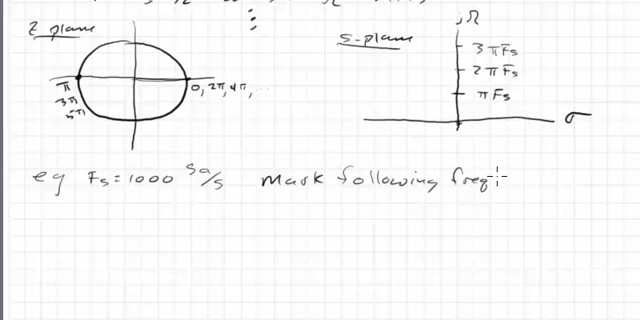 Z plane
π
3π
5π
0, 2π, 4π, ...
s-plane
jΩ
3πFs
2πFs
πFs
σ
eg Fs = 1000 Sa/s mark following freq